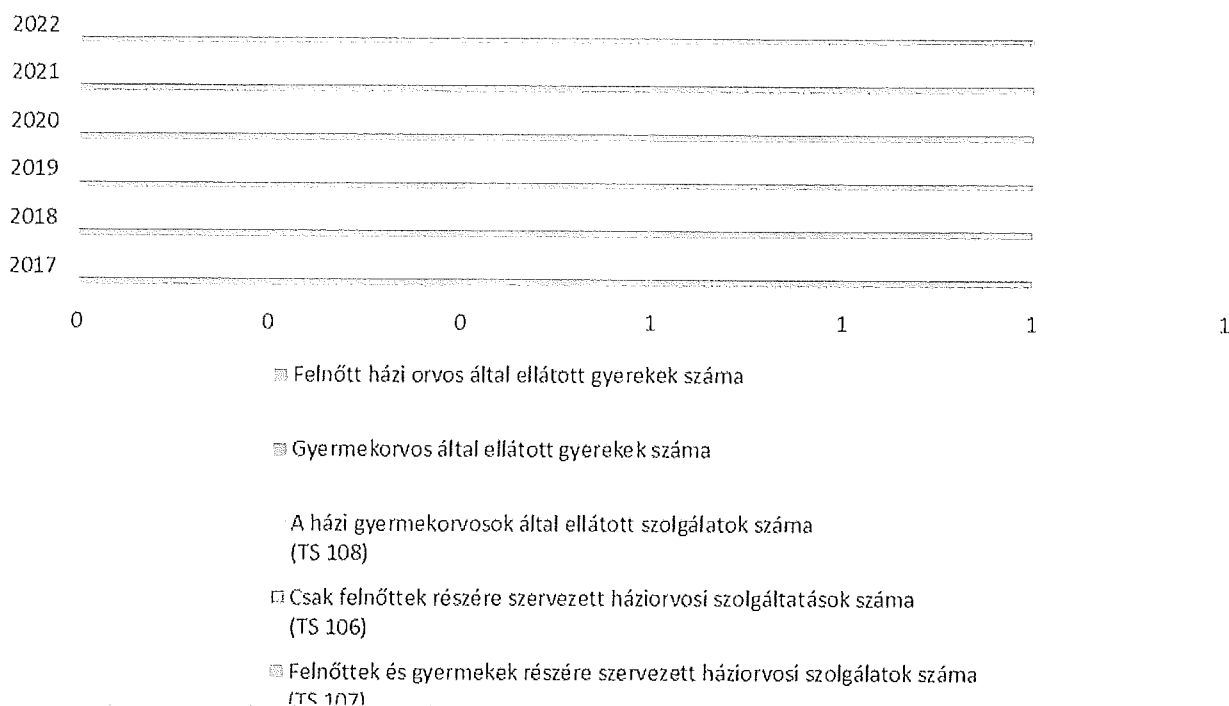 2022
2021
2020
2019
2018
2017
0 0 0 1 1 1 1
Felnőtt házi orvos által ellátott gyerekek száma
Gyermekorvos által ellátott gyerekek száma
A házi gyermekorvosok által ellátott szolgálatok száma
(TS 108)
Csak felnőttek részére szervezett háziorvosi szolgáltatások száma
(TS 106)
Felnőttek és gyermekek részére szervezett háziorvosi szolgálatok száma
(TS 107)